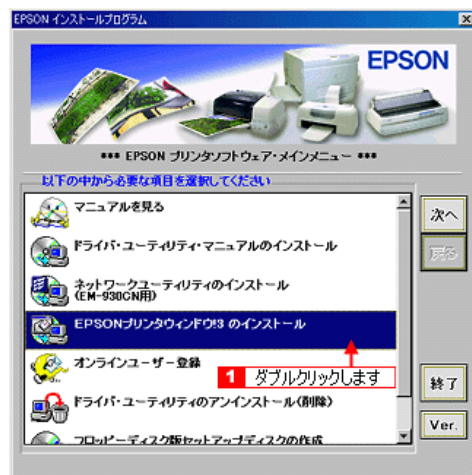 EPSON インストールプログラム
EPSON
*** EPSON プリンタソフトウェア・メインメニュー ***
以下の中から必要な項目を選択してください
マニュアルを見る
ドライバ・ユーティリティ・マニュアルのインストール
ネットワークユーティリティのインストール
(EM-930CN用)
EPSONプリンタウィンドウ!3 のインストール
オンラインユーザー登録
1 ダブルクリックします
ドライバ・ユーティリティのアンインストール(削除)
フロッピーディスク版セットアップディスクの作成
次へ
戻る
終了
Ver.